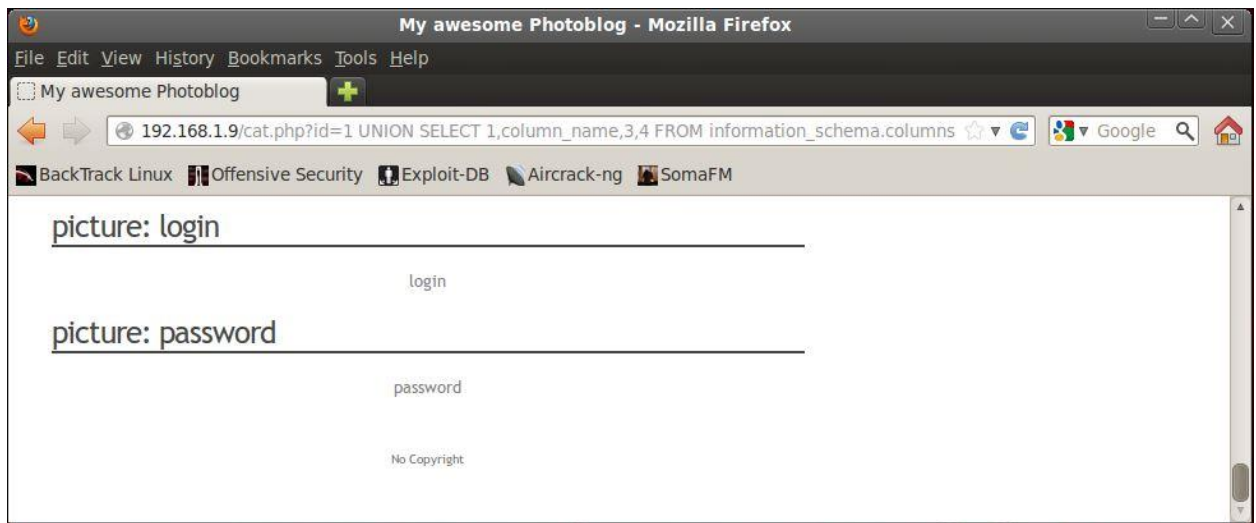 My awesome Photoblog - Mozilla Firefox
File Edit View History Bookmarks Tools Help
My awesome Photoblog
192.168.1.9/cat.php?id=1 UNION SELECT 1,column_name,3,4 FROM information_schema.columns Google
BackTrack Linux Offensive Security Exploit-DB Aircrack-ng SomaFM
picture: login
login
picture: password
password
No Copyright